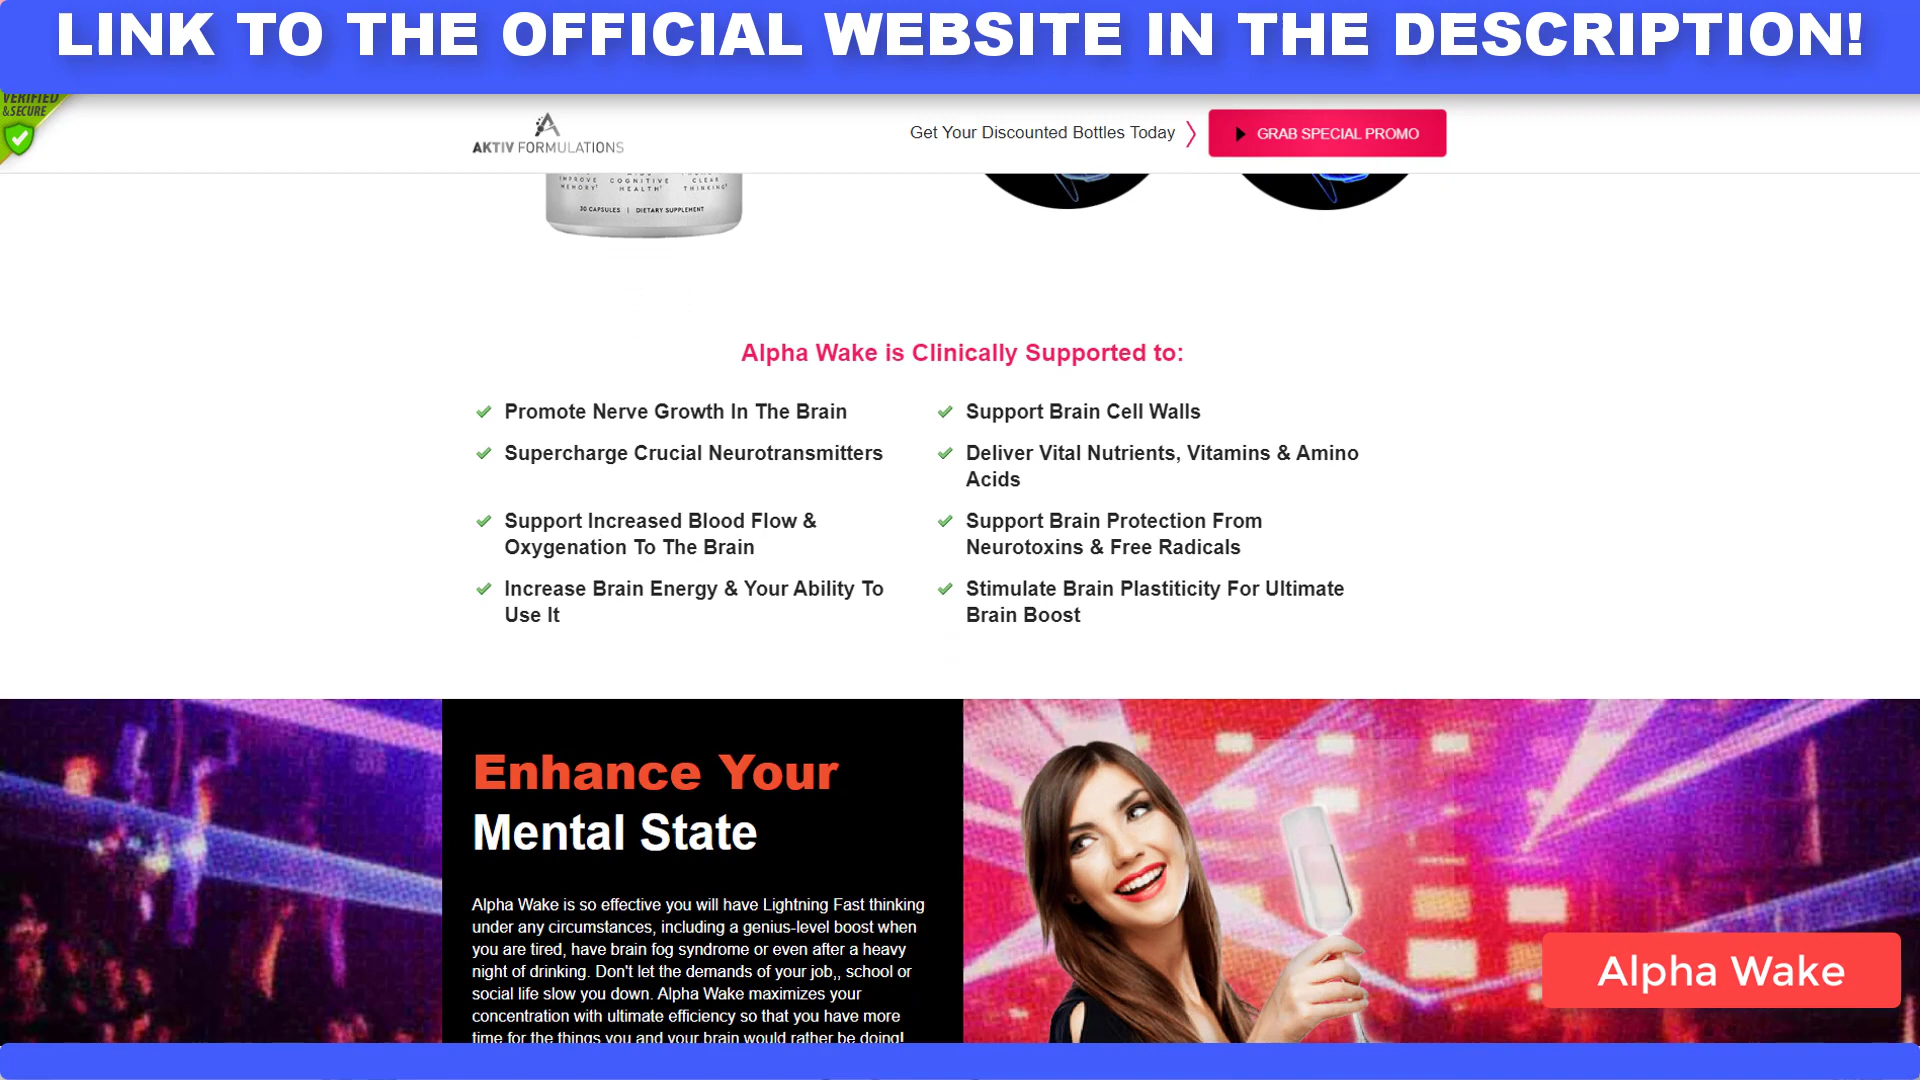 LINK TO THE OFFICIAL WEBSITE IN THE DESCRIPTION!
VERIFIED
&SECURE
AKTIV FORMULATIONS
Get Your Discounted Bottles Today
GRAB SPECIAL PROMO
IMPROVE COGNITIVE CLEAR
MEMORY† HEALTH† THINKING†
30 CAPSULES | DIETARY SUPPLEMENT
Alpha Wake is Clinically Supported to:
Promote Nerve Growth In The Brain
Support Brain Cell Walls
Supercharge Crucial Neurotransmitters
Deliver Vital Nutrients, Vitamins & Amino
Acids
Support Increased Blood Flow &
Oxygenation To The Brain
Support Brain Protection From
Neurotoxins & Free Radicals
Increase Brain Energy & Your Ability To
Use It
Stimulate Brain Plastiticity For Ultimate
Brain Boost
Enhance Your
Mental State
Alpha Wake is so effective you will have Lightning Fast thinking
under any circumstances, including a genius-level boost when
you are tired, have brain fog syndrome or even after a heavy
night of drinking. Don't let the demands of your job,, school or
social life slow you down. Alpha Wake maximizes your
concentration with ultimate efficiency so that you have more
time for the things you and your brain would rather be doing!
Alpha Wake